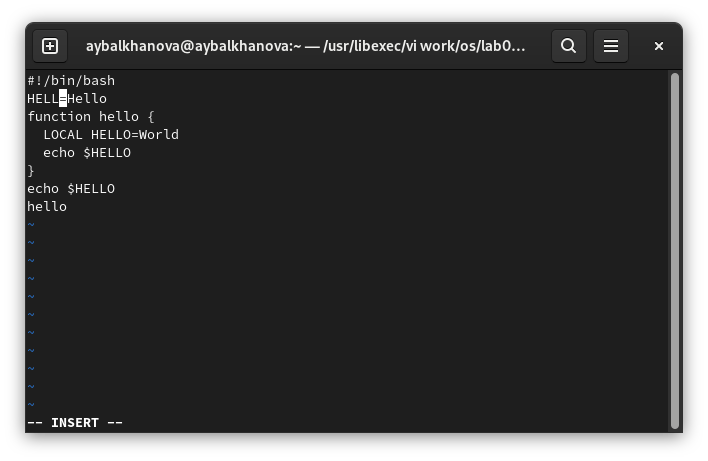 aybalkhanova@aybalkhanova:~ — /usr/libexec/vi work/os/lab0…
#!/bin/bash
HELL=Hello
function hello {
  LOCAL HELLO=World
  echo $HELLO
}
echo $HELLO
hello
~
~
~
~
~
~
~
~
~
~
~
-- INSERT --